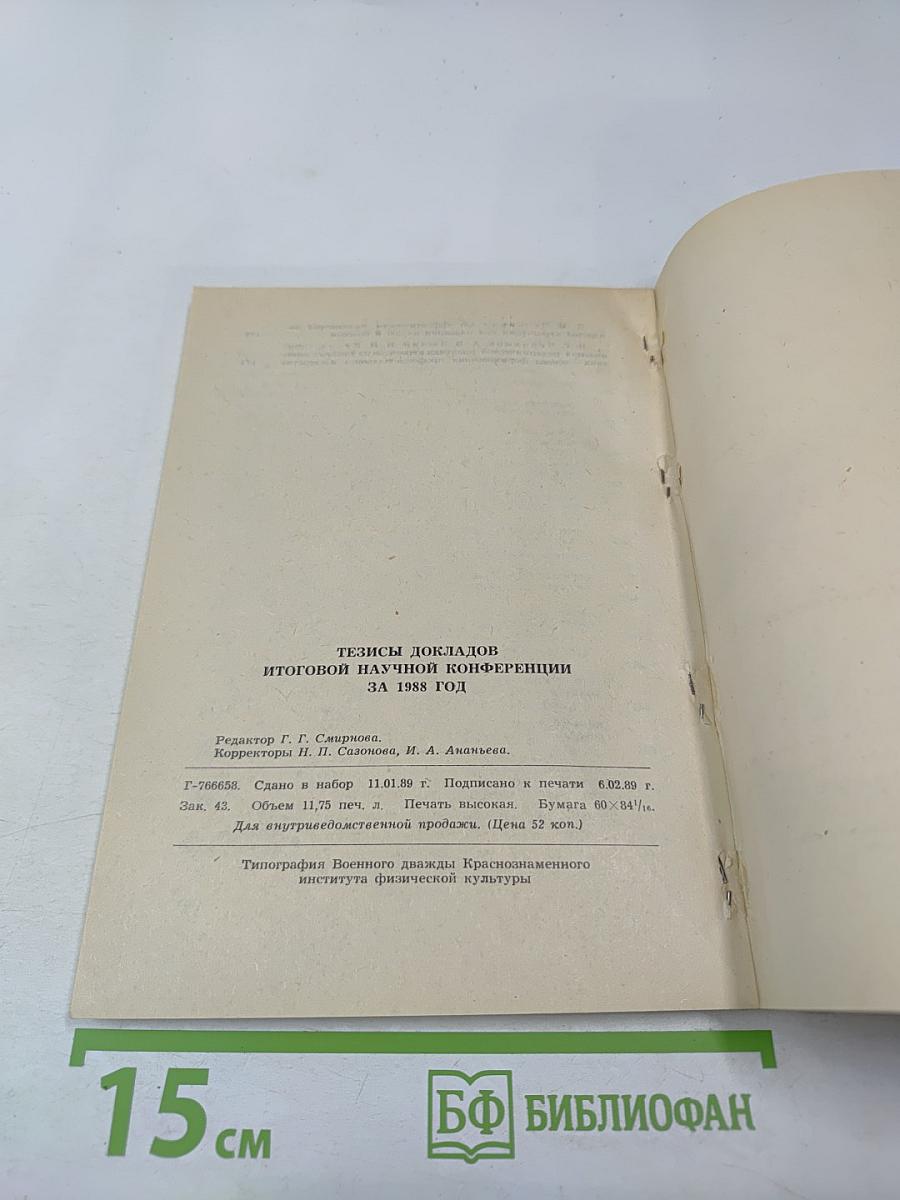 ТЕЗИСЫ ДОКЛАДОВ
ИТОГОВОЙ НАУЧНОЙ КОНФЕРЕНЦИИ
ЗА 1988 ГОД
Редактор Г. Г. Смирнова.
Корректоры Н. П. Сазонова, И. А. Ананьева.
Г-766658. Сдано в набор 11.01.89 г. Подписано к печати 6.02.89 г.
Зак. 43. Объем 11,75 печ. л. Печать высокая. Бумага 60×84¹/₁₆.
Для внутриведомственной продажи. (Цена 52 коп.)
Типография Военного дважды Краснознаменного
института физической культуры
15 см
БФ БИБЛИОФАН